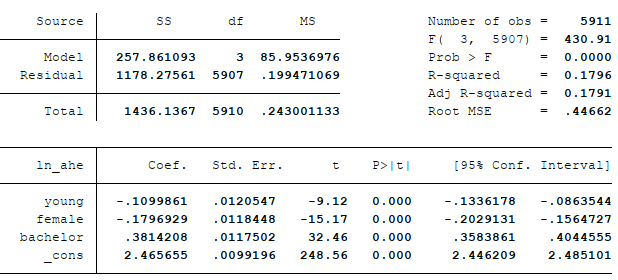 Source SS df MS Number of obs = 5911
F( 3, 5907) = 430.91
Model 257.861093 3 85.9536976 Prob > F = 0.0000
Residual 1178.27561 5907 .199471069 R-squared = 0.1796
Adj R-squared = 0.1791
Total 1436.1367 5910 .243001133 Root MSE = .44662
ln_ahe Coef. Std. Err. t P>|t| [95% Conf. Interval]
young -.1099861 .0120547 -9.12 0.000 -.1336178 -.0863544
female -.1796929 .0118448 -15.17 0.000 -.2029131 -.1564727
bachelor .3814208 .0117502 32.46 0.000 .3583861 .4044555
_cons 2.465655 .0099196 248.56 0.000 2.446209 2.485101